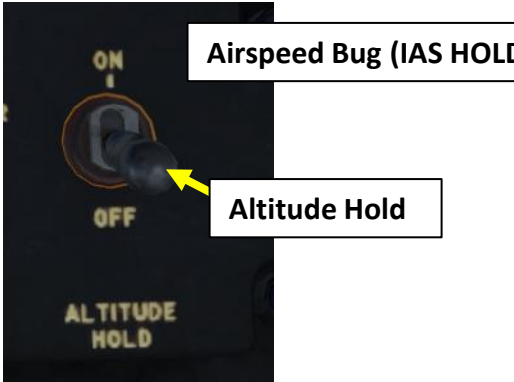 ON
Airspeed Bug (IAS HOLD
R
Altitude Hold
OFF
ALTITUDE
HOLD